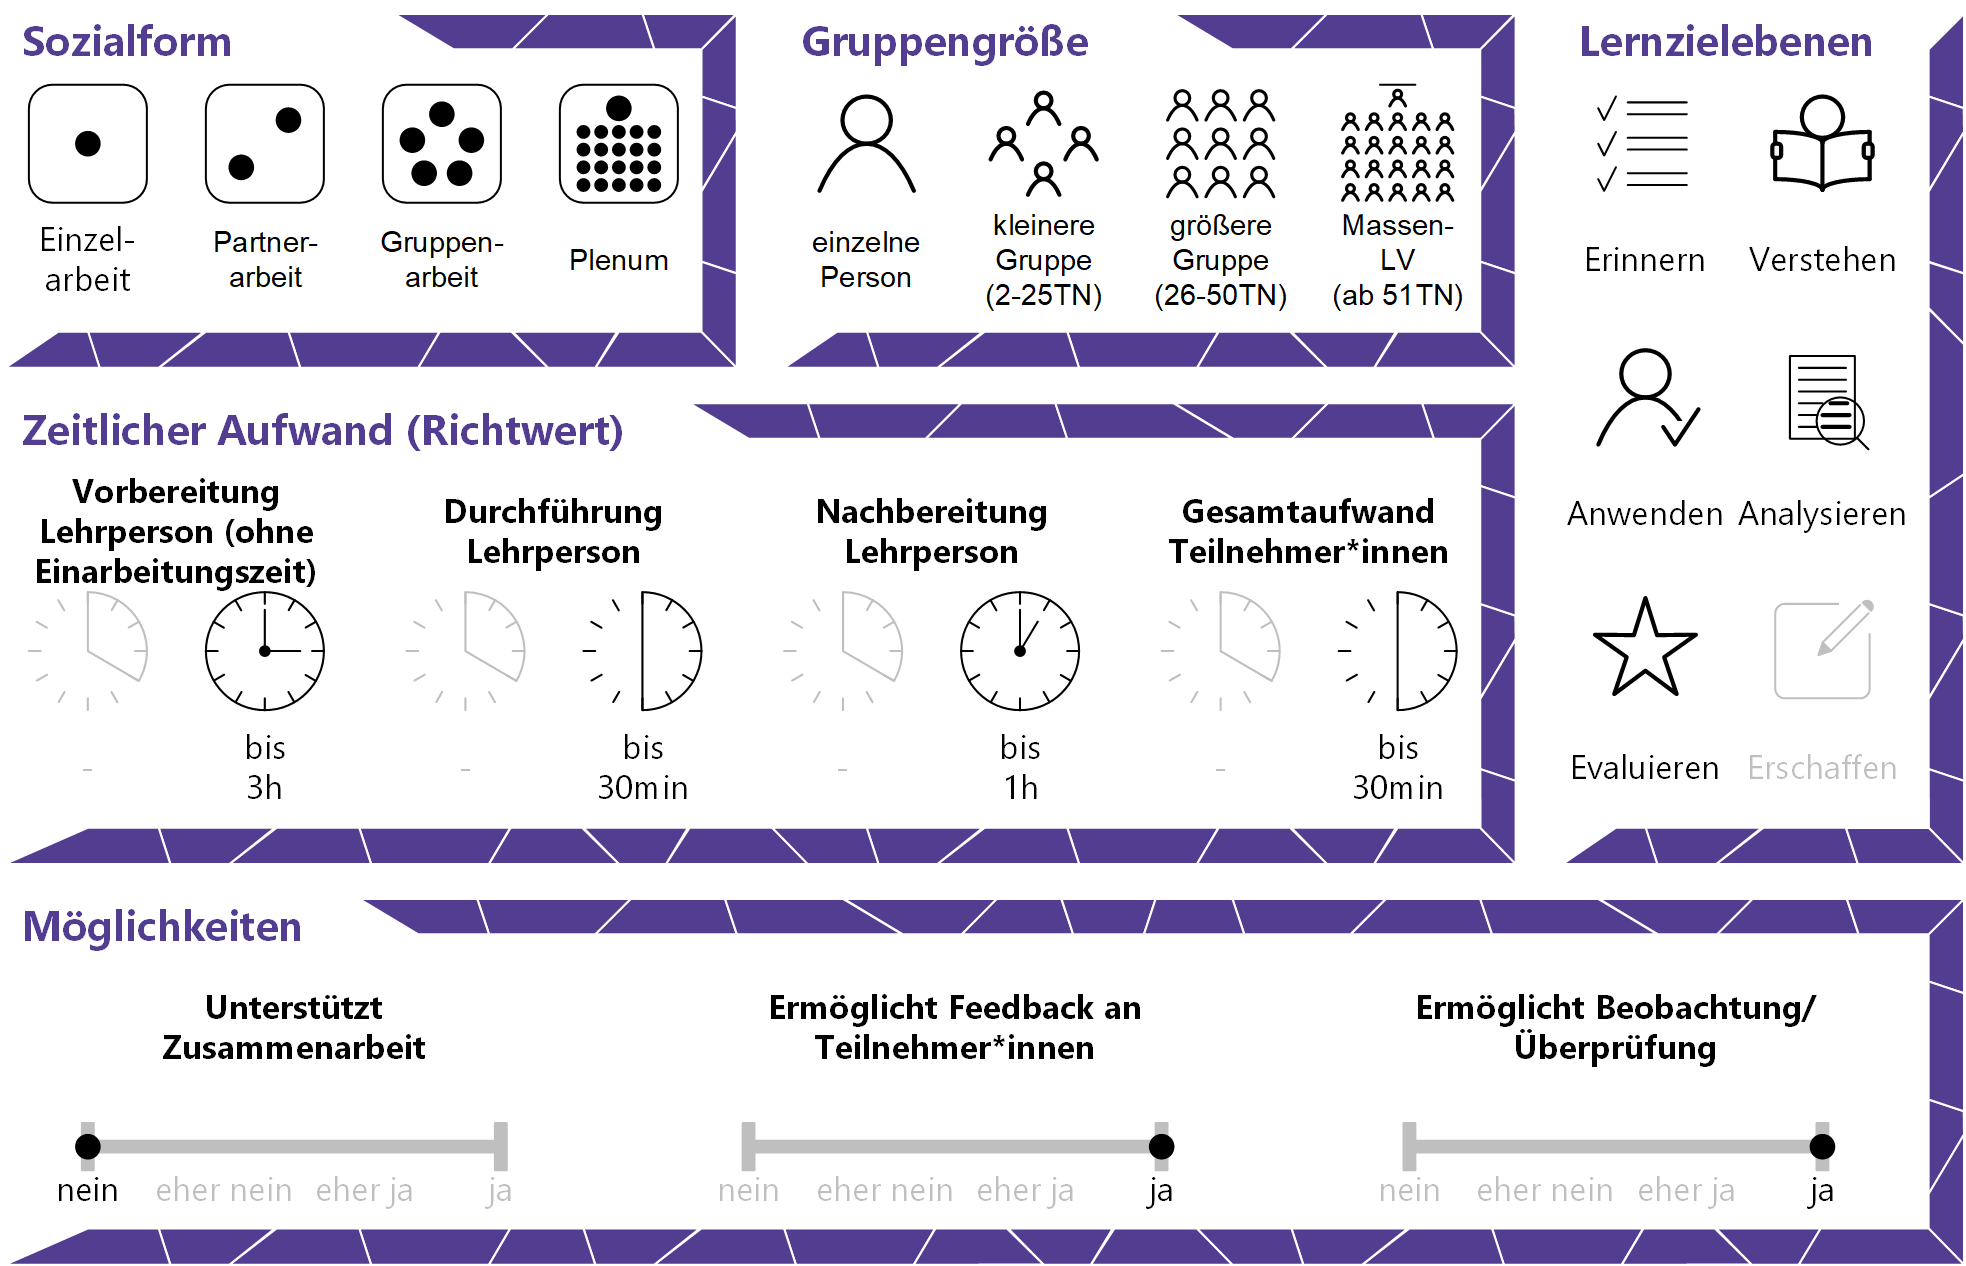 Sozialform
Einzel-
arbeit
Partner-
arbeit
Gruppen-
arbeit
Plenum
Gruppengröße
einzelne
Person
kleinere
Gruppe
(2-25TN)
größere
Gruppe
(26-50TN)
Massen-
LV
(ab 51TN)
Lernzielebenen
Erinnern
Verstehen
Anwenden
Analysieren
Evaluieren
Erschaffen
Zeitlicher Aufwand (Richtwert)
Vorbereitung
Lehrperson (ohne
Einarbeitungszeit)
-
bis
3h
Durchführung
Lehrperson
-
bis
30min
Nachbereitung
Lehrperson
-
bis
1h
Gesamtaufwand
Teilnehmer*innen
-
bis
30min
Möglichkeiten
Unterstützt
Zusammenarbeit
nein eher nein eher ja ja
Ermöglicht Feedback an
Teilnehmer*innen
nein eher nein eher ja ja
Ermöglicht Beobachtung/
Überprüfung
nein eher nein eher ja ja